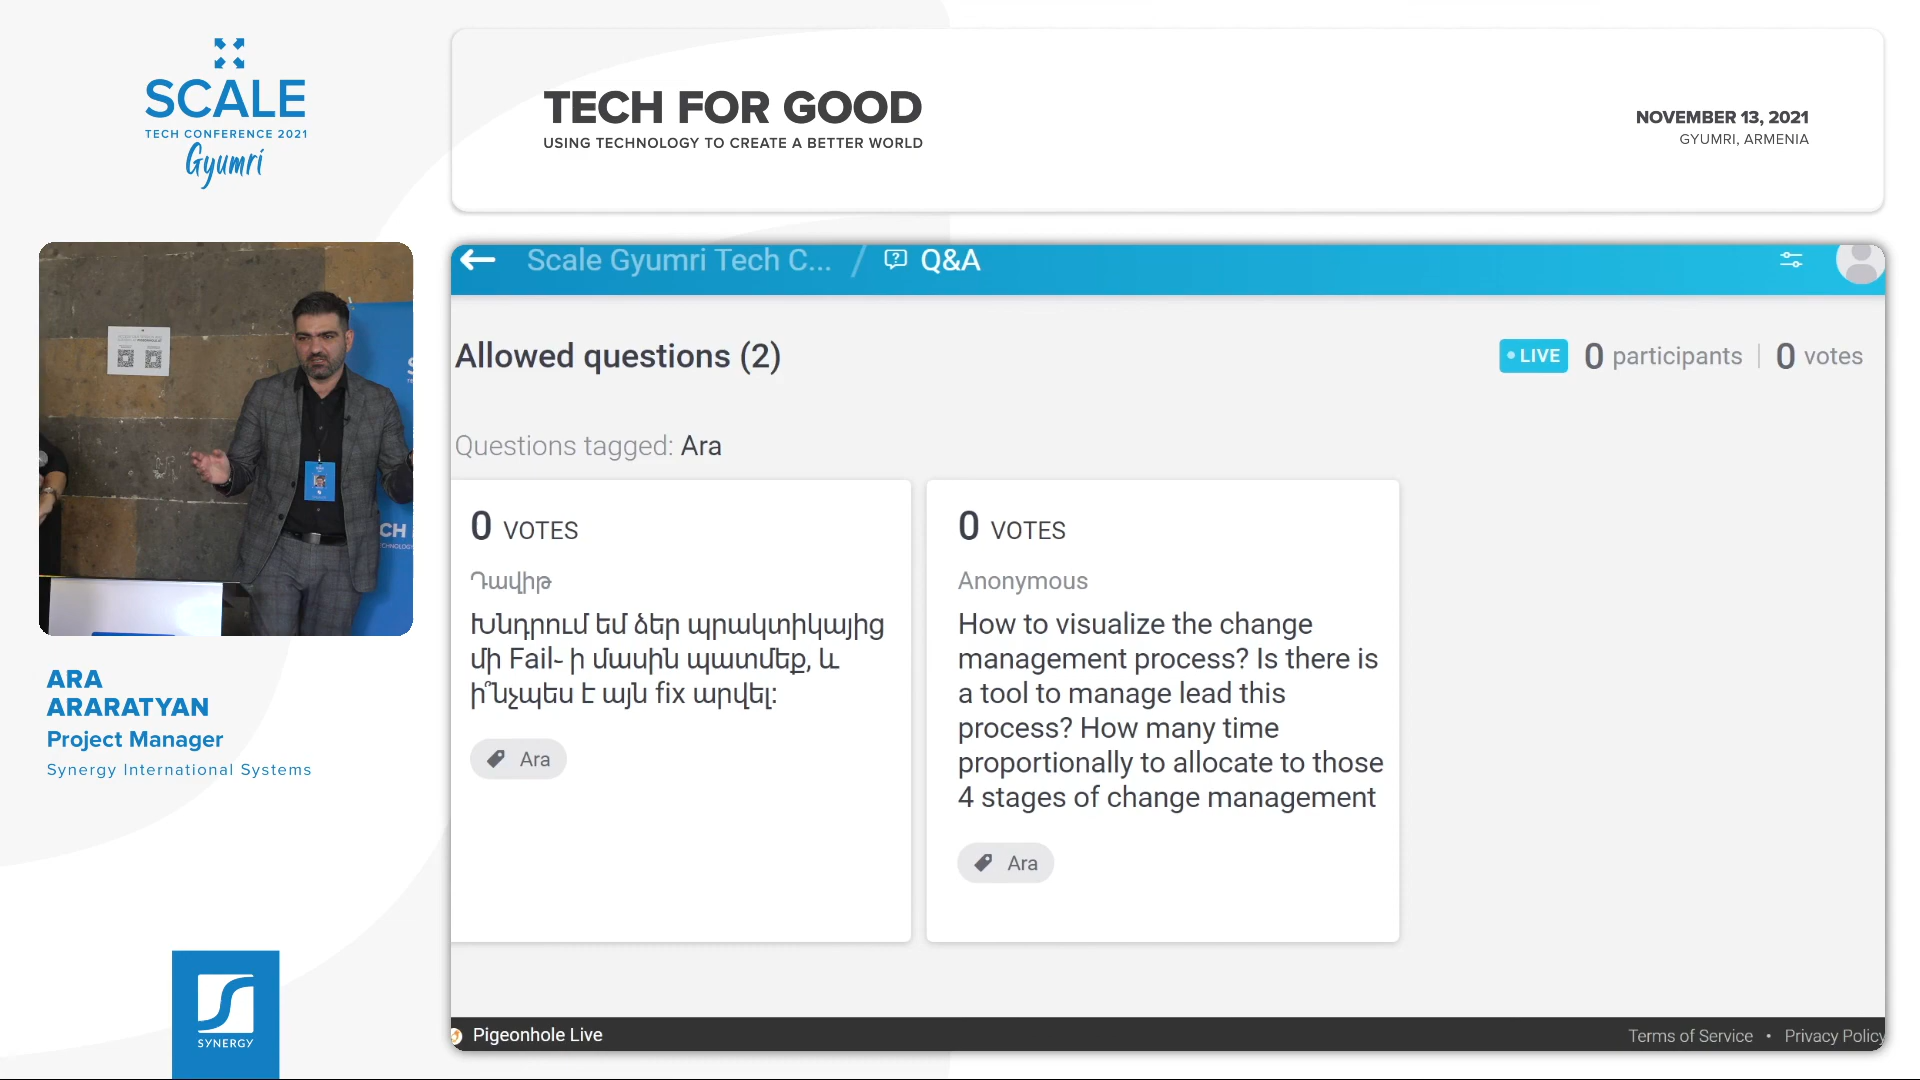 SCALE
TECH CONFERENCE 2021
Gyumri
TECH FOR GOOD
USING TECHNOLOGY TO CREATE A BETTER WORLD
NOVEMBER 13, 2021
GYUMRI, ARMENIA
ARA
ARARATYAN
Project Manager
Synergy International Systems
SYNERGY
Scale Gyumri Tech C... / Q&A
Allowed questions (2)
LIVE 0 participants | 0 votes
Questions tagged: Ara
0 VOTES
Դավիթ
Խնդրում եմ ձեր պրակտիկայից
մի Fail- ի մասին պատմեք, և
ի՞նչպես է այն fix արվել:
Ara
0 VOTES
Anonymous
How to visualize the change
management process? Is there is
a tool to manage lead this
process? How many time
proportionally to allocate to those
4 stages of change management
Ara
Pigeonhole Live
Terms of Service • Privacy Policy